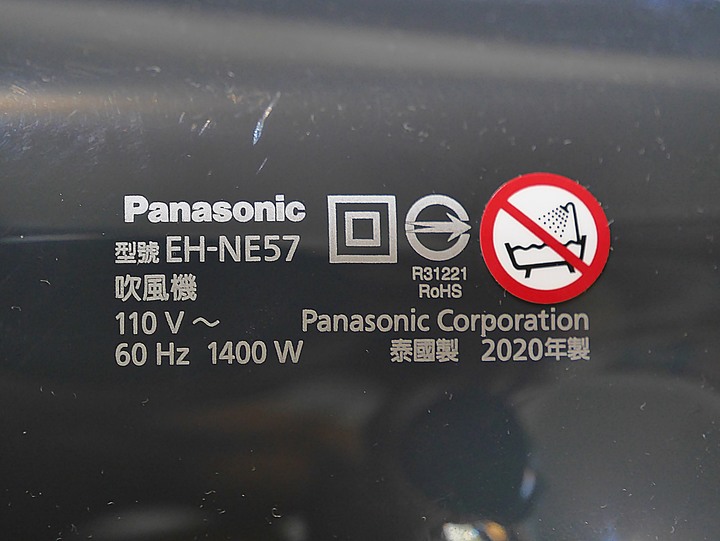 Panasonic
型號 EH-NE57
吹風機
110 V ～
60 Hz 1400 W
R31221
RoHS
Panasonic Corporation
泰國製 2020年製